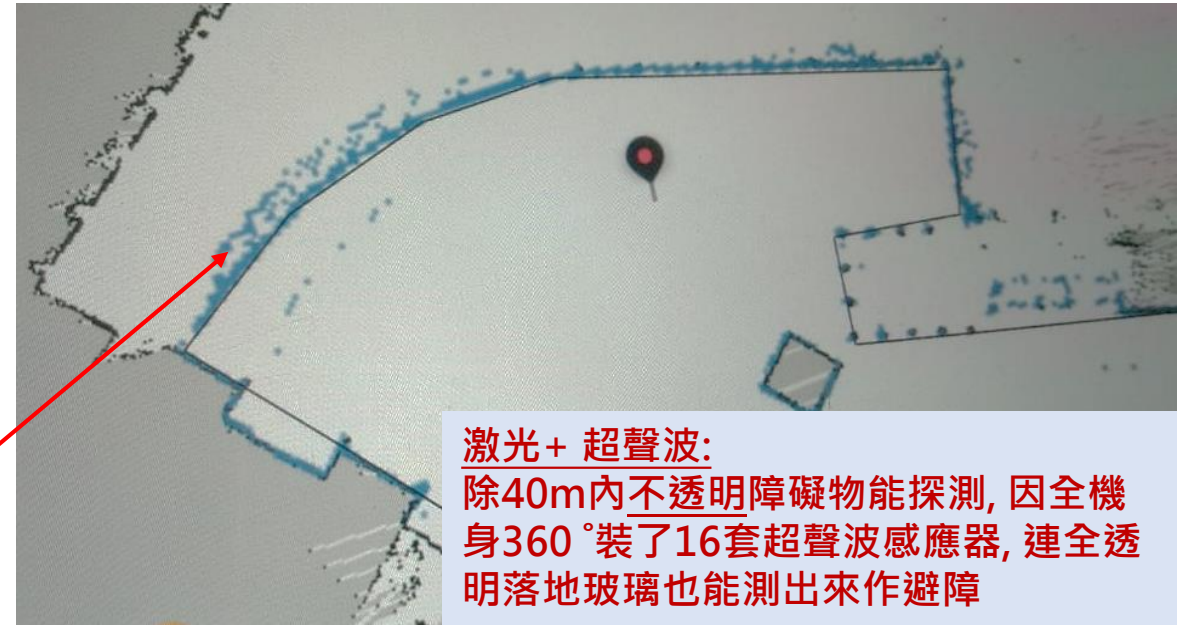 激光+ 超聲波:
除40m內不透明障礙物能探測, 因全機
身360 ﾟ裝了16套超聲波感應器, 連全透
明落地玻璃也能測出來作避障